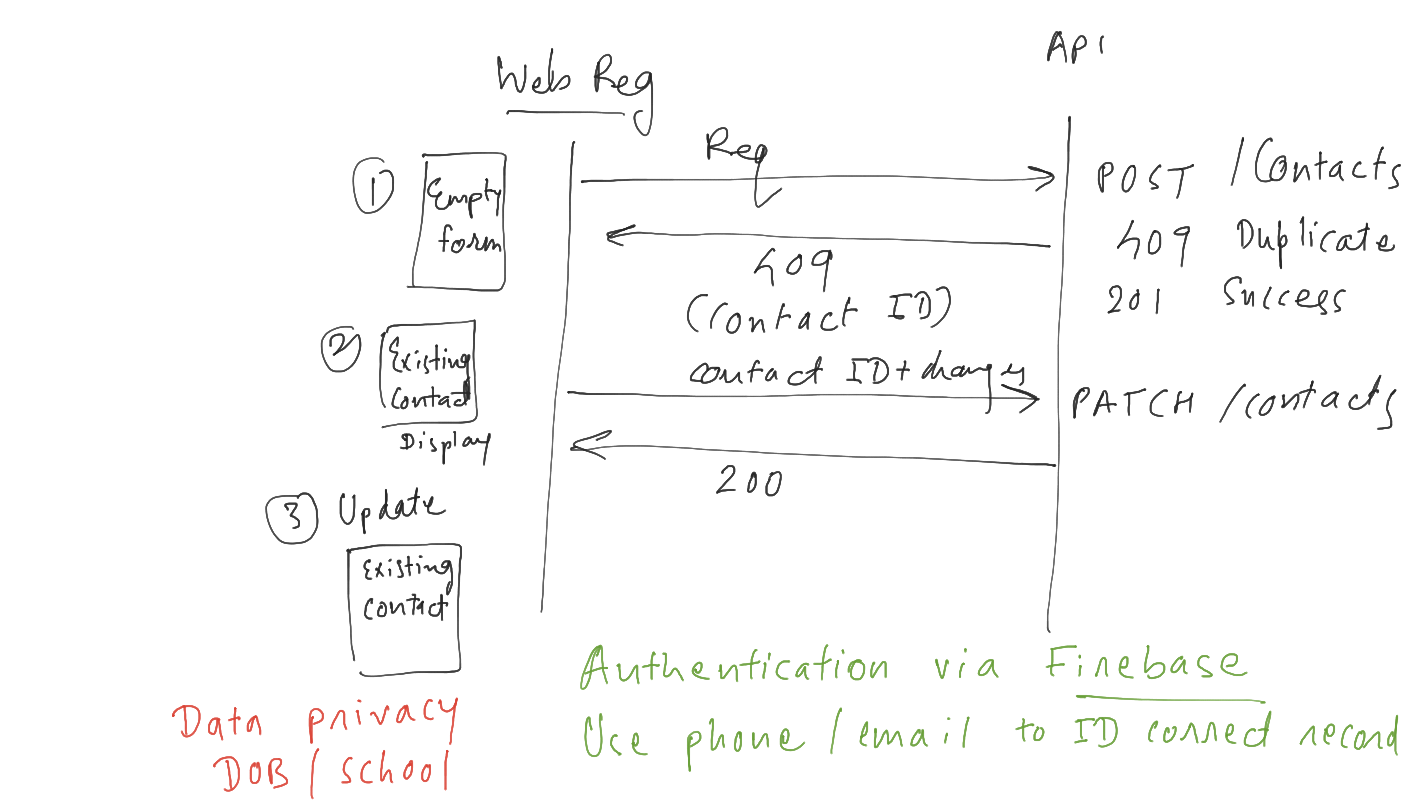 Web Reg
API
Req
POST /Contacts
1
Empty
form
409 Duplicate
409
(Contact ID)
201 Success
2
Existing
Contact
Display
contact ID + changes
PATCH /contacts
200
3 Update
Existing
contact
Authentication via Firebase
Use phone / email to ID correct record
Data privacy
DOB / school